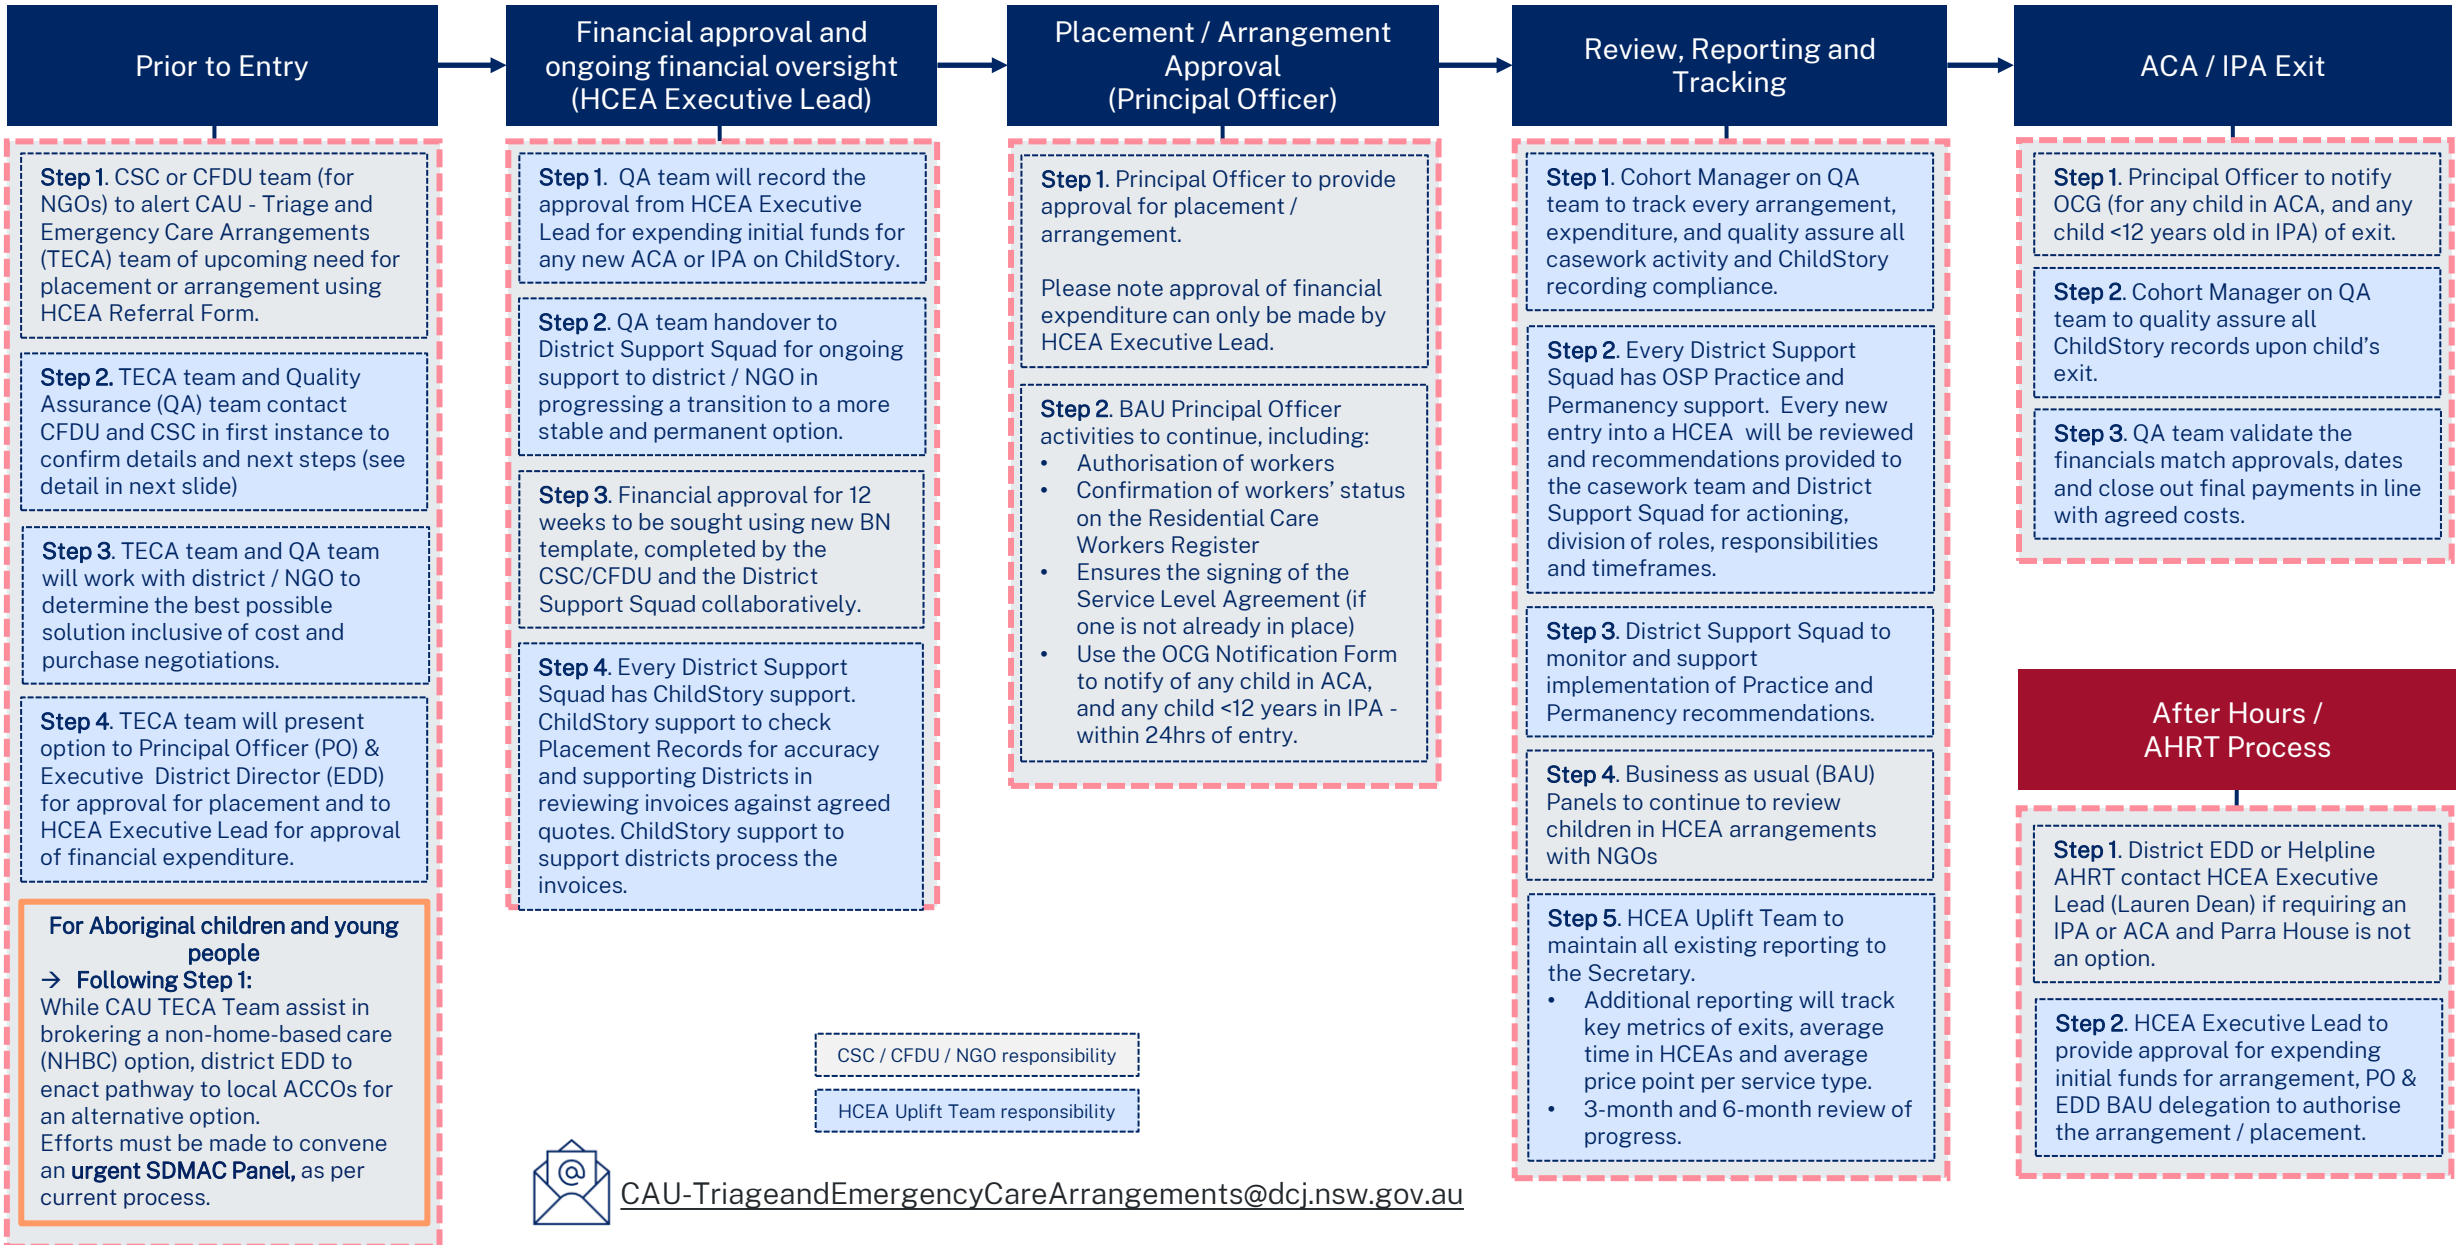 Prior to Entry
Step 1. CSC or CFDU team (for
NGOs) to alert CAU - Triage and
Emergency Care Arrangements
(TECA) team of upcoming need for
placement or arrangement using
HCEA Referral Form.
Step 2. TECA team and Quality
Assurance (QA) team contact
CFDU and CSC in first instance to
confirm details and next steps (see
detail in next slide)
Step 3. TECA team and QA team
will work with district / NGO to
determine the best possible
solution inclusive of cost and
purchase negotiations.
Step 4. TECA team will present
option to Principal Officer (PO) &
Executive District Director (EDD)
for approval for placement and to
HCEA Executive Lead for approval
of financial expenditure.
For Aboriginal children and young
people
→ Following Step 1:
While CAU TECA Team assist in
brokering a non-home-based care
(NHBC) option, district EDD to
enact pathway to local ACCOs for
an alternative option.
Efforts must be made to convene
an urgent SDMAC Panel, as per
current process.
Financial approval and
ongoing financial oversight
(HCEA Executive Lead)
Step 1. QA team will record the
approval from HCEA Executive
Lead for expending initial funds for
any new ACA or IPA on ChildStory.
Step 2. QA team handover to
District Support Squad for ongoing
support to district / NGO in
progressing a transition to a more
stable and permanent option.
Step 3. Financial approval for 12
weeks to be sought using new BN
template, completed by the
CSC/CFDU and the District
Support Squad collaboratively.
Step 4. Every District Support
Squad has ChildStory support.
ChildStory support to check
Placement Records for accuracy
and supporting Districts in
reviewing invoices against agreed
quotes. ChildStory support to
support districts process the
invoices.
Placement / Arrangement
Approval
(Principal Officer)
Step 1. Principal Officer to provide
approval for placement /
arrangement.
Please note approval of financial
expenditure can only be made by
HCEA Executive Lead.
Step 2. BAU Principal Officer
activities to continue, including:
• Authorisation of workers
• Confirmation of workers’ status
on the Residential Care
Workers Register
• Ensures the signing of the
Service Level Agreement (if
one is not already in place)
• Use the OCG Notification Form
to notify of any child in ACA,
and any child <12 years in IPA -
within 24hrs of entry.
Review, Reporting and
Tracking
Step 1. Cohort Manager on QA
team to track every arrangement,
expenditure, and quality assure all
casework activity and ChildStory
recording compliance.
Step 2. Every District Support
Squad has OSP Practice and
Permanency support. Every new
entry into a HCEA will be reviewed
and recommendations provided to
the casework team and District
Support Squad for actioning,
division of roles, responsibilities
and timeframes.
Step 3. District Support Squad to
monitor and support
implementation of Practice and
Permanency recommendations.
Step 4. Business as usual (BAU)
Panels to continue to review
children in HCEA arrangements
with NGOs
Step 5. HCEA Uplift Team to
maintain all existing reporting to
the Secretary.
• Additional reporting will track
key metrics of exits, average
time in HCEAs and average
price point per service type.
• 3-month and 6-month review of
progress.
ACA / IPA Exit
Step 1. Principal Officer to notify
OCG (for any child in ACA, and any
child <12 years old in IPA) of exit.
Step 2. Cohort Manager on QA
team to quality assure all
ChildStory records upon child’s
exit.
Step 3. QA team validate the
financials match approvals, dates
and close out final payments in line
with agreed costs.
After Hours /
AHRT Process
Step 1. District EDD or Helpline
AHRT contact HCEA Executive
Lead (Lauren Dean) if requiring an
IPA or ACA and Parra House is not
an option.
Step 2. HCEA Executive Lead to
provide approval for expending
initial funds for arrangement, PO &
EDD BAU delegation to authorise
the arrangement / placement.
CSC / CFDU / NGO responsibility
HCEA Uplift Team responsibility
@
CAU-TriageandEmergencyCareArrangements@dcj.nsw.gov.au